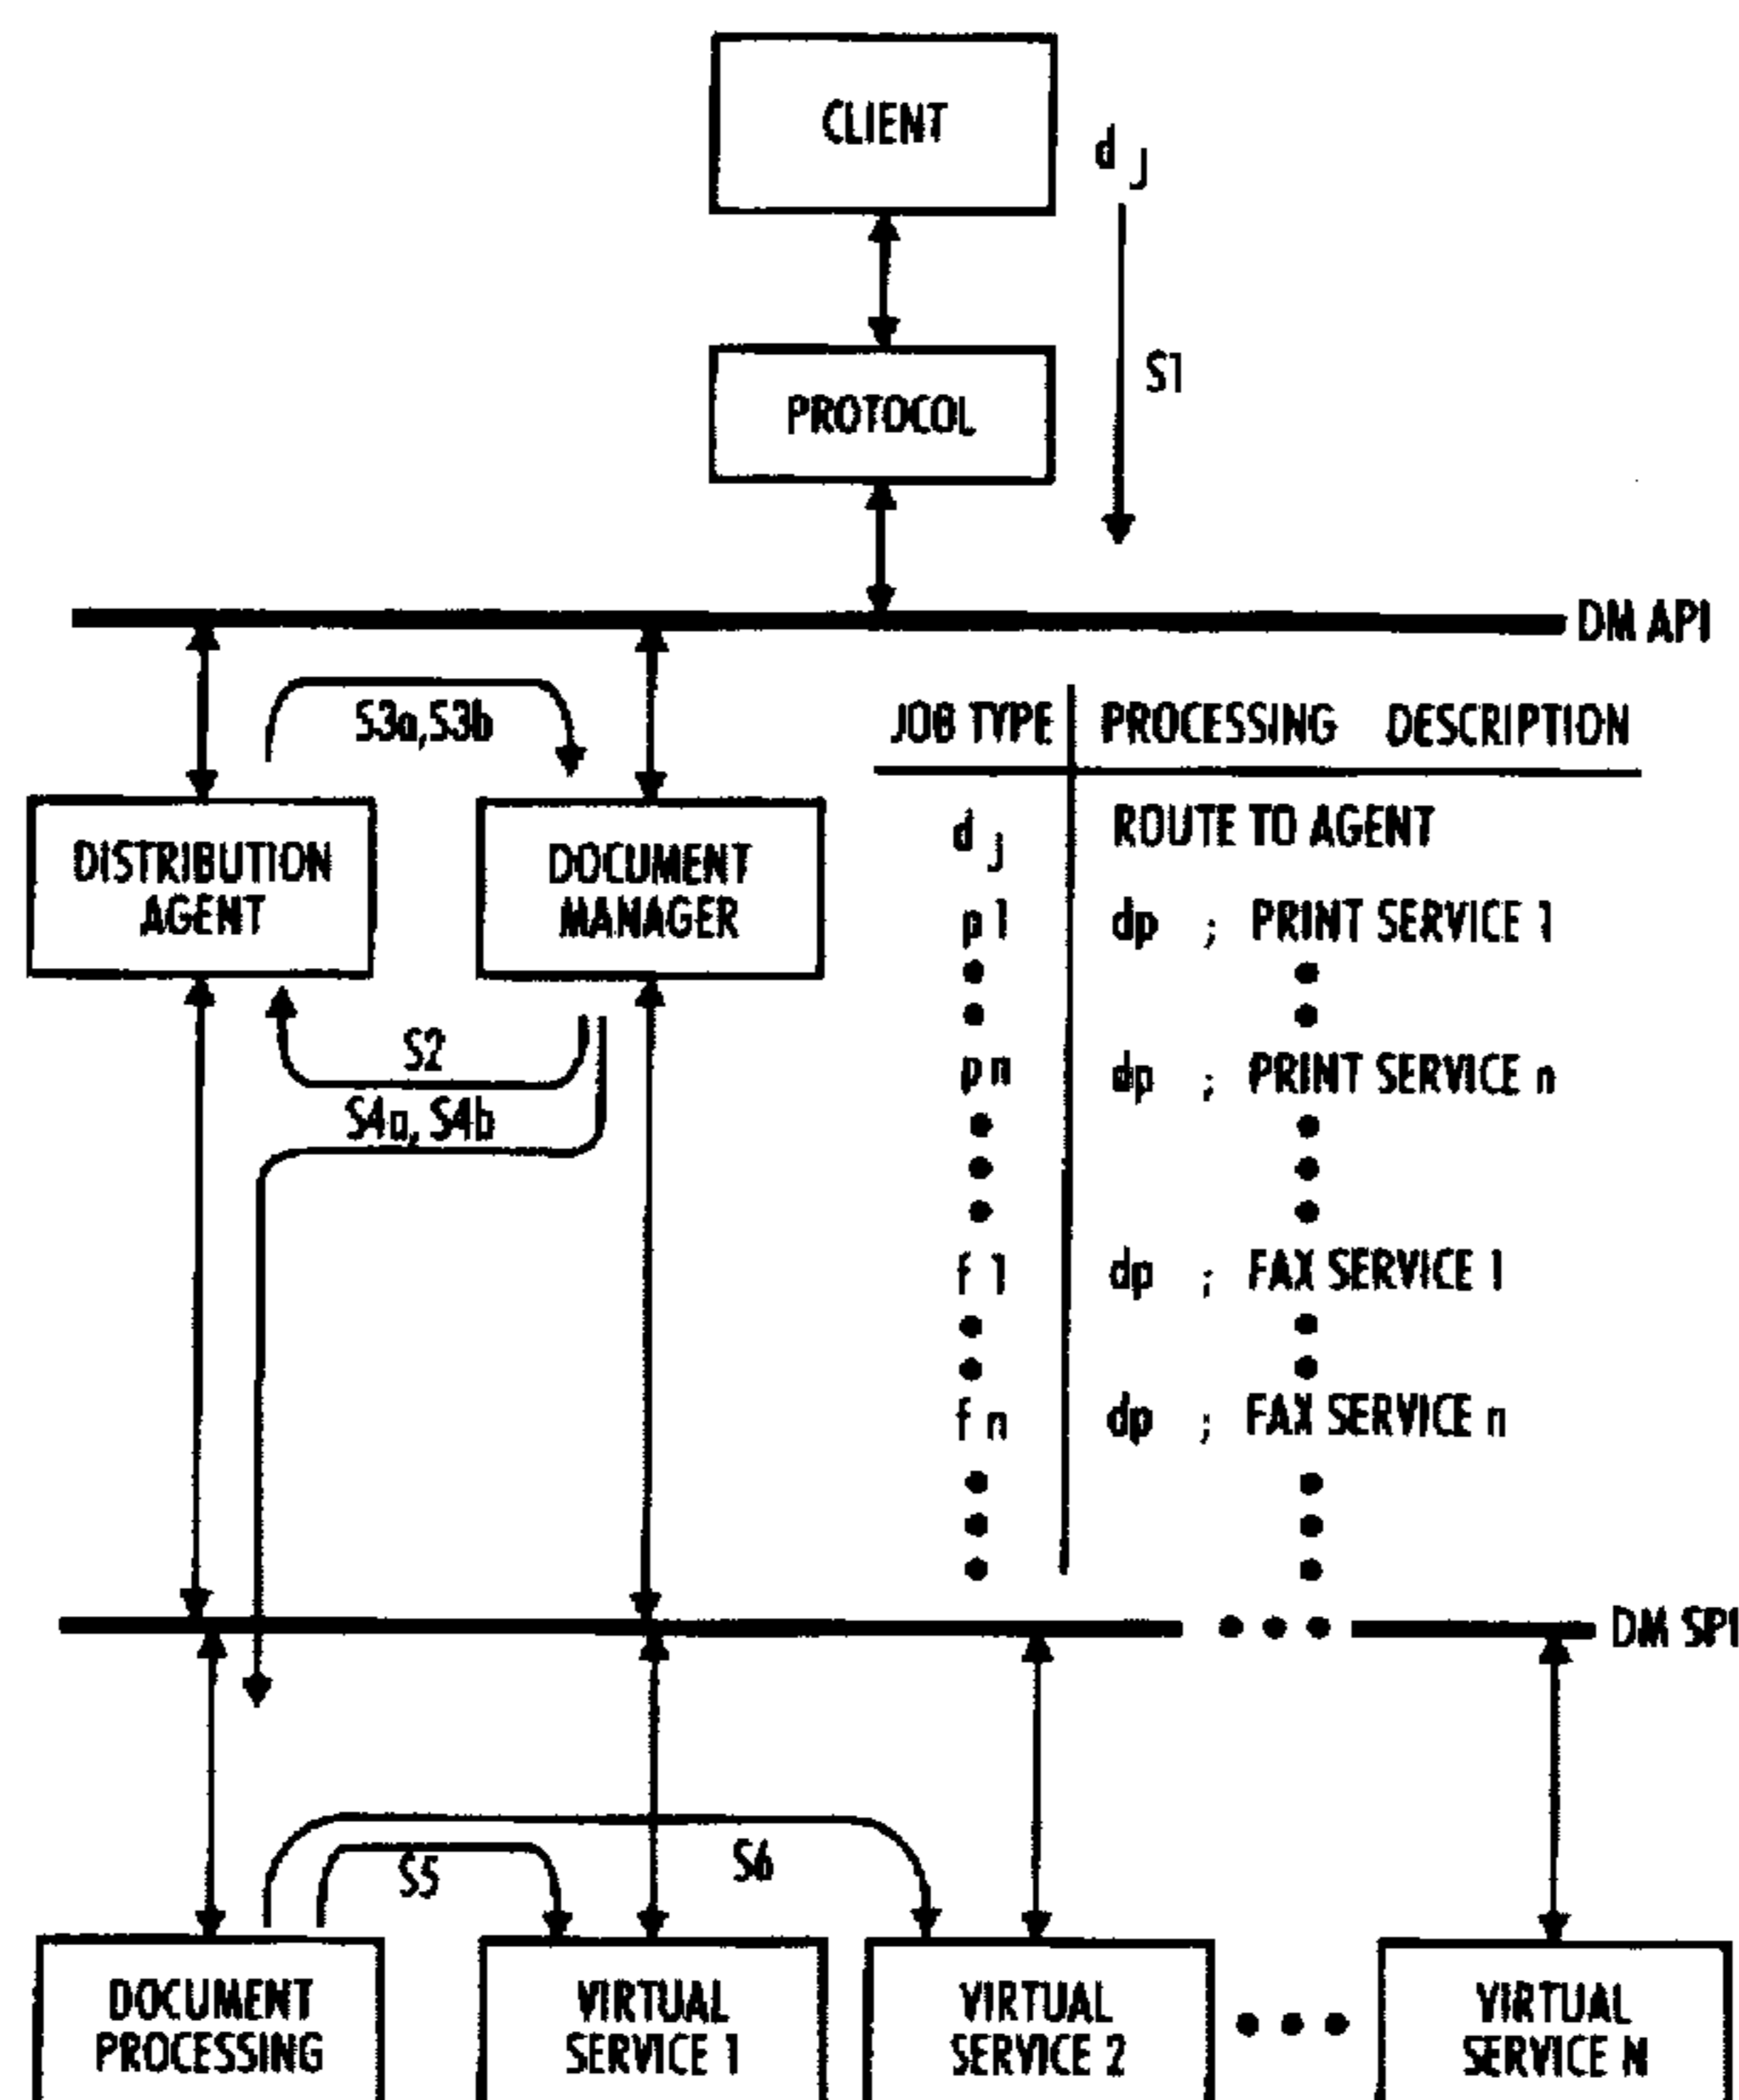 CLIENT
d j
S1
PROTOCOL
DM API
S3a,S3b
DISTRIBUTION
AGENT
DOCUMENT
MANAGER
S2
S4a, S4b
JOB TYPE PROCESSING DESCRIPTION
d j ROUTE TO AGENT
p 1 dp ; PRINT SERVICE 1
p n dp ; PRINT SERVICE n
f 1 dp ; FAX SERVICE 1
f n dp ; FAX SERVICE n
DM SPI
S5
S6
DOCUMENT
PROCESSING
VIRTUAL
SERVICE 1
VIRTUAL
SERVICE 2
VIRTUAL
SERVICE N